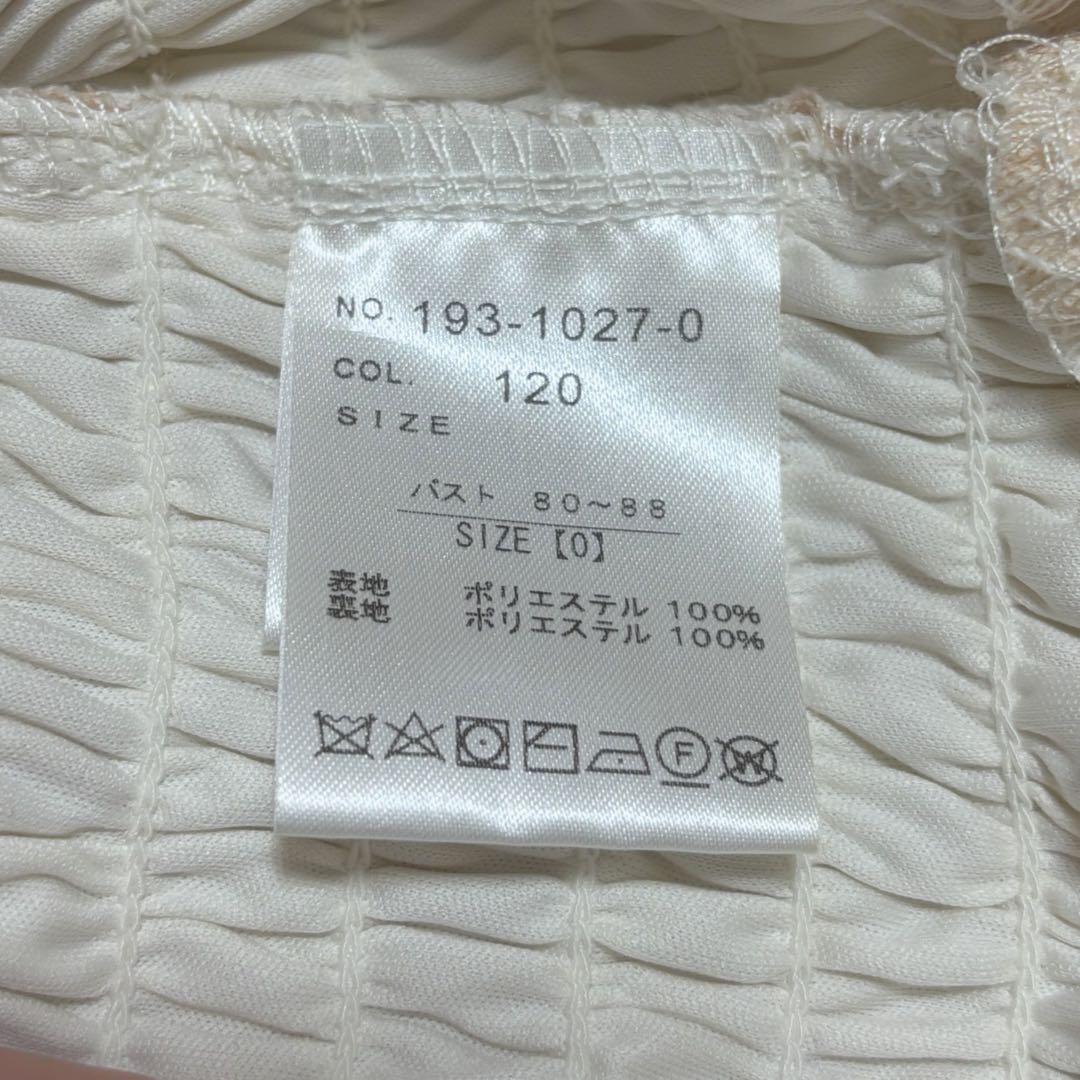 NO. 193-1027-0
COL. 120
SIZE
バスト 80~88
SIZE【0】
表地 ポリエステル 100%
裏地 ポリエステル 100%
F
W